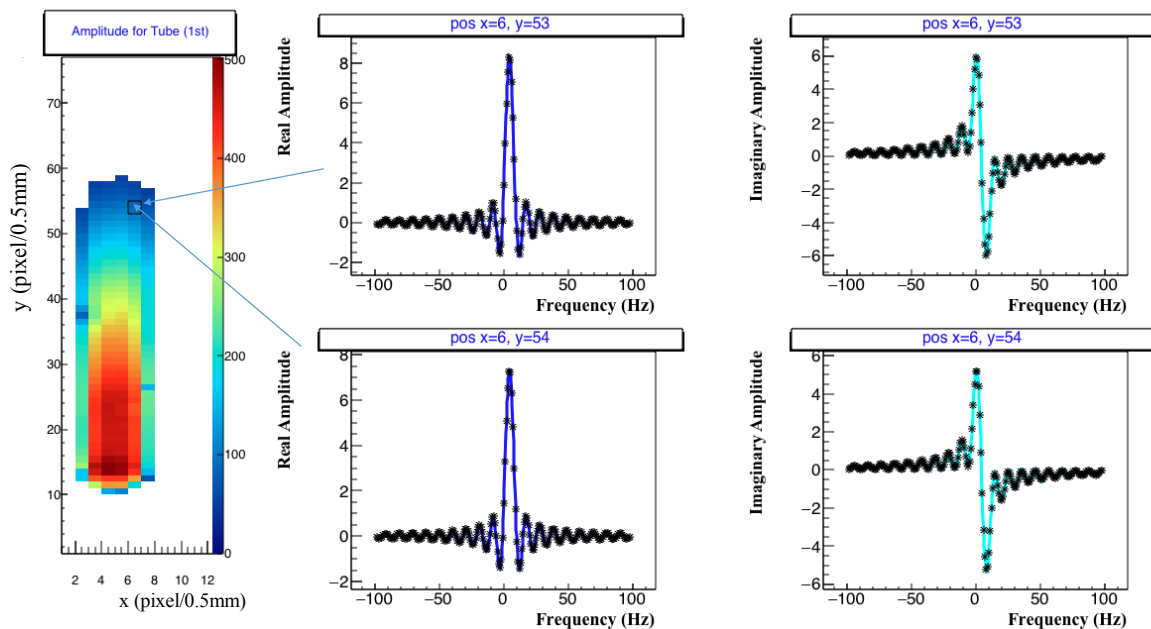 Amplitude for Tube (1st)
500
400
300
200
100
0
70
60
50
40
30
20
10
y (pixel/0.5mm)
2 4 6 8 10 12
x (pixel/0.5mm)
pos x=6, y=53
Real Amplitude
8
6
4
2
0
−2
−100 −50 0 50 100
Frequency (Hz)
pos x=6, y=53
Imaginary Amplitude
6
4
2
0
−2
−4
−6
−100 −50 0 50 100
Frequency (Hz)
pos x=6, y=54
Real Amplitude
8
6
4
2
0
−2
−100 −50 0 50 100
Frequency (Hz)
pos x=6, y=54
Imaginary Amplitude
6
4
2
0
−2
−4
−6
−100 −50 0 50 100
Frequency (Hz)